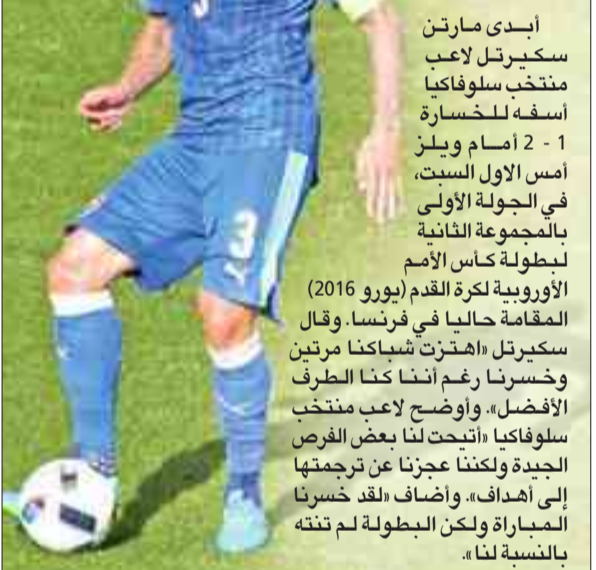 أبدى مارتن
سكيرتل لاعب
منتخب سلوفاكيا
أسفه للخسارة
1 - 2 أمام ويلز
أمس الاول السبت،
في الجولة الأولى
بالمجموعة الثانية
لبطولة كأس الأمم
الأوروبية لكرة القدم (يورو 2016)
المقامة حاليا في فرنسا. وقال
سكيرتل «اهتزت شباكنا مرتين
وخسرنا رغم أننا كنا الطرف
الأفضل». وأوضح لاعب منتخب
سلوفاكيا «أتيحت لنا بعض الفرص
الجيدة ولكننا عجزنا عن ترجمتها
إلى أهداف». وأضاف «لقد خسرنا
المباراة ولكن البطولة لم تنته
بالنسبة لنا».
3